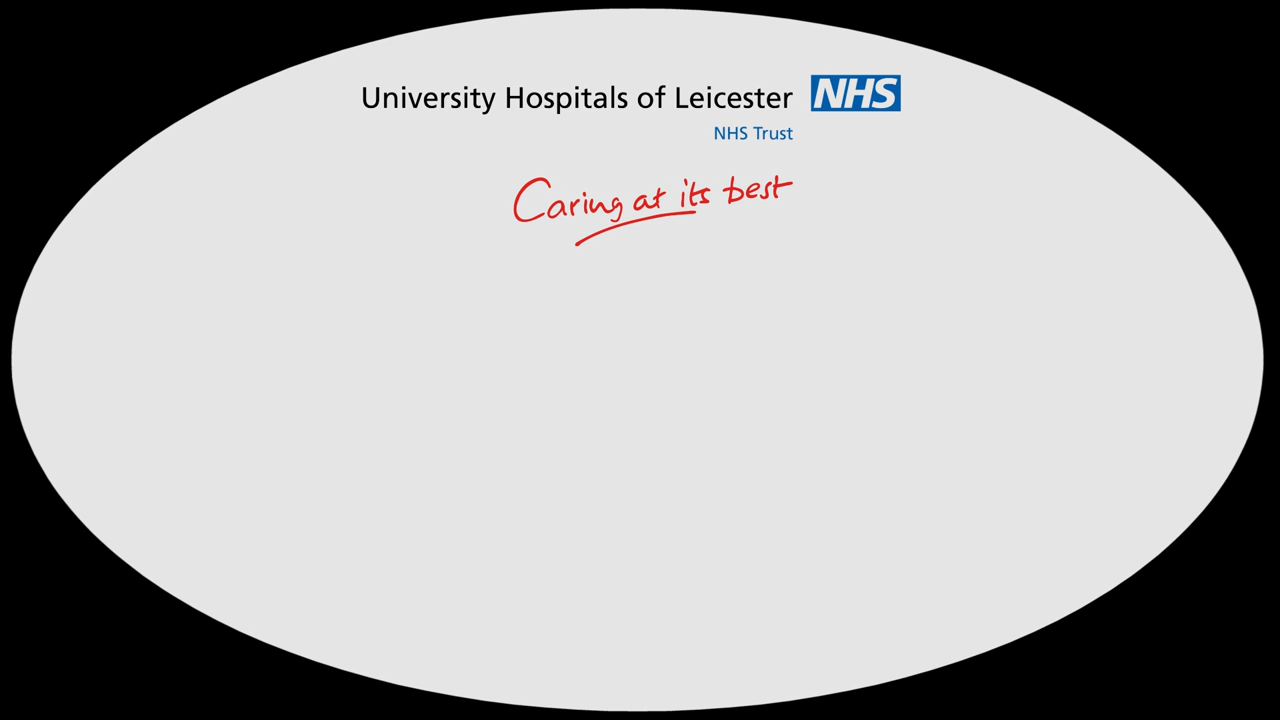 University Hospitals of Leicester NHS
NHS Trust
Caring at its best